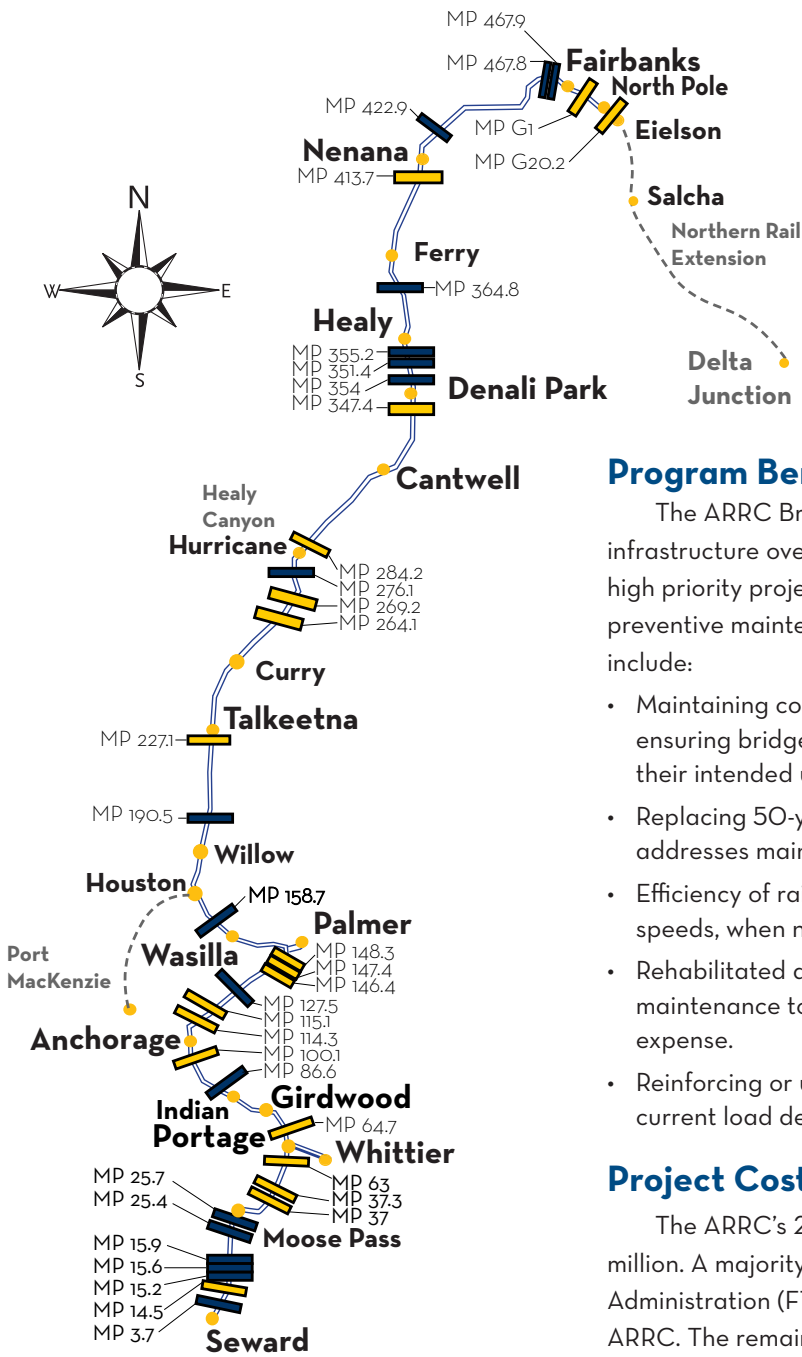 MP 467.9
MP 467.8
Fairbanks
North Pole
MP 422.9
MP G1
Eielson
Nenana
MP G20.2
MP 413.7
Salcha
N
Northern Rail
Extension
Ferry
W
E
MP 364.8
S
Healy
MP 355.2
MP 351.4
MP 354
MP 347.4
Denali Park
Delta
Junction
Cantwell
Healy
Canyon
Hurricane
MP 284.2
MP 276.1
MP 269.2
MP 264.1
Curry
Talkeetna
MP 227.1
MP 190.5
Willow
Houston
MP 158.7
Palmer
Port
MacKenzie
Wasilla
MP 148.3
MP 147.4
MP 146.4
MP 127.5
MP 115.1
MP 114.3
MP 100.1
MP 86.6
Anchorage
Indian
Girdwood
Portage
MP 64.7
Whittier
MP 63
MP 37.3
MP 37
MP 25.7
MP 25.4
Moose Pass
MP 15.9
MP 15.6
MP 15.2
MP 14.5
MP 3.7
Seward
Program Ber
The ARRC Br
infrastructure ove
high priority proje
preventive mainte
include:
• Maintaining co
ensuring bridge
their intended u
• Replacing 50-y
addresses main
• Efficiency of ra
speeds, when n
• Rehabilitated a
maintenance to
expense.
• Reinforcing or u
current load de
Project Cost
The ARRC's 2
million. A majority
Administration (F
ARRC. The remain